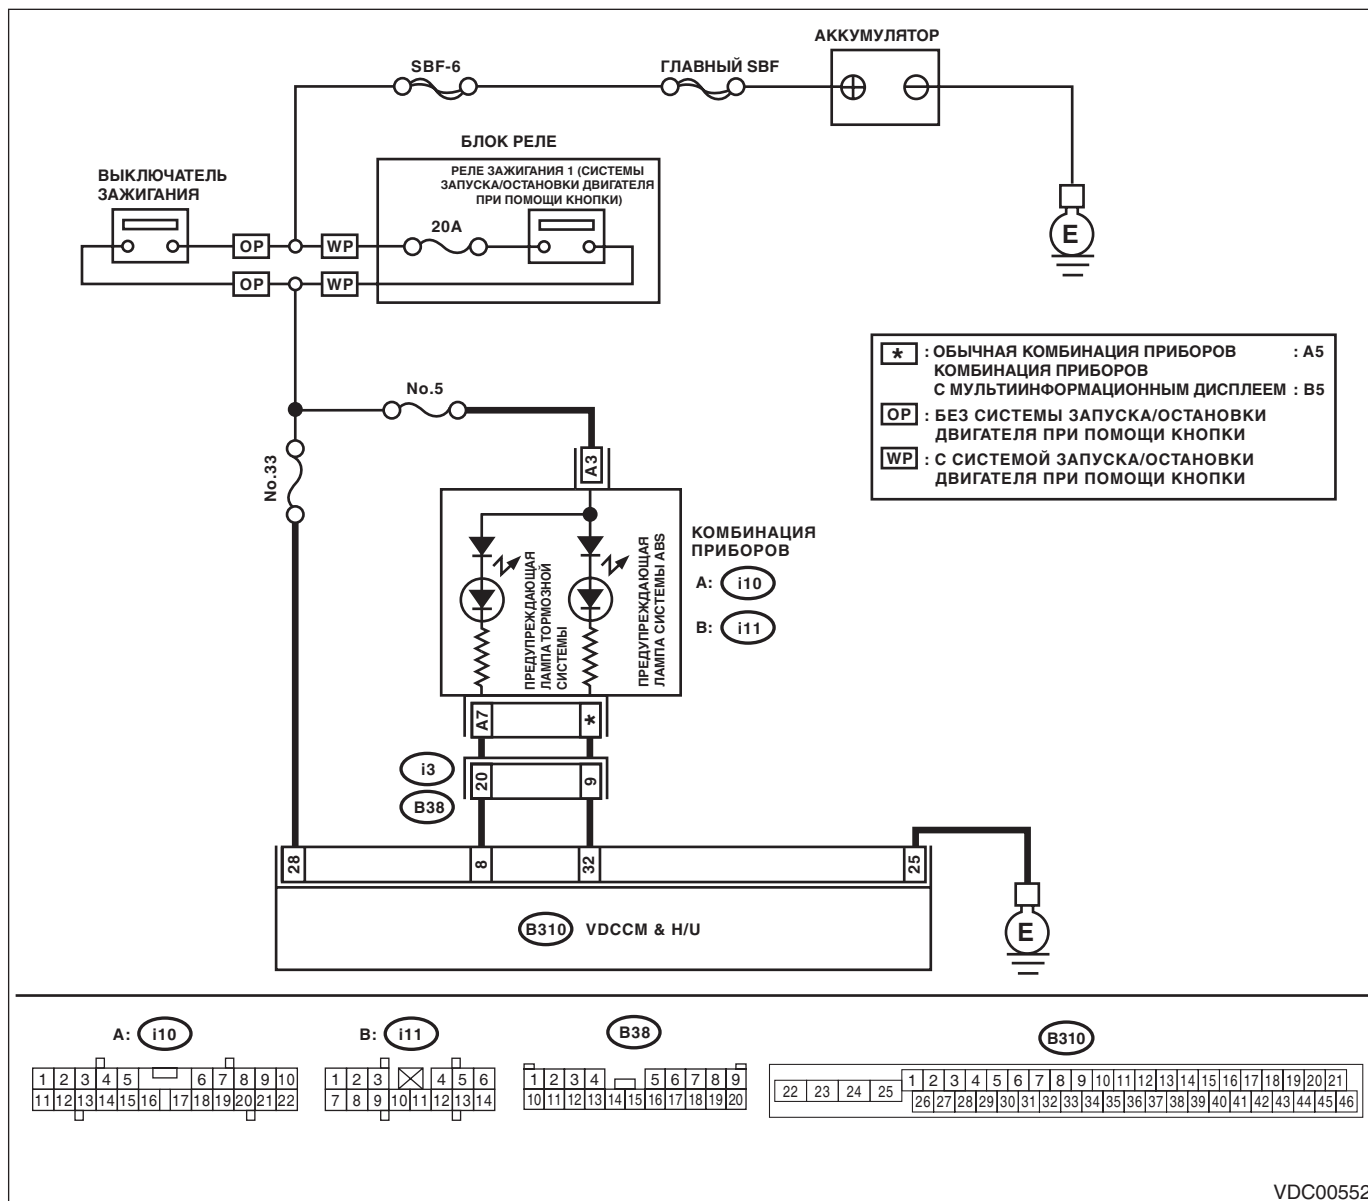 АККУМУЛЯТОР
SBF-6
ГЛАВНЫЙ SBF
БЛОК РЕЛЕ
ВЫКЛЮЧАТЕЛЬ
ЗАЖИГАНИЯ
РЕЛЕ ЗАЖИГАНИЯ 1 (СИСТЕМЫ
ЗАПУСКА/ОСТАНОВКИ ДВИГАТЕЛЯ
ПРИ ПОМОЩИ КНОПКИ)
20A
OP
WP
OP
WP
E
* : ОБЫЧНАЯ КОМБИНАЦИЯ ПРИБОРОВ : A5
КОМБИНАЦИЯ ПРИБОРОВ
С МУЛЬТИИНФОРМАЦИОННЫМ ДИСПЛЕЕМ : B5
OP : БЕЗ СИСТЕМЫ ЗАПУСКА/ОСТАНОВКИ
ДВИГАТЕЛЯ ПРИ ПОМОЩИ КНОПКИ
WP : С СИСТЕМОЙ ЗАПУСКА/ОСТАНОВКИ
ДВИГАТЕЛЯ ПРИ ПОМОЩИ КНОПКИ
No.5
No.33
A3
ПРЕДУПРЕЖДАЮЩАЯ
ЛАМПА ТОРМОЗНОЙ
СИСТЕМЫ
ПРЕДУПРЕЖДАЮЩАЯ
ЛАМПА СИСТЕМЫ ABS
КОМБИНАЦИЯ
ПРИБОРОВ
A: i10
B: i11
A7 *
i3
20 9
B38
28 8 32 25
B310 VDCCM & H/U
E
A: i10
1 2 3 4 5 6 7 8 9 10
11 12 13 14 15 16 17 18 19 20 21 22
B: i11
1 2 3 4 5 6
7 8 9 10 11 12 13 14
B38
1 2 3 4 5 6 7 8 9
10 11 12 13 14 15 16 17 18 19 20
B310
22 23 24 25
1 2 3 4 5 6 7 8 9 10 11 12 13 14 15 16 17 18 19 20 21
26 27 28 29 30 31 32 33 34 35 36 37 38 39 40 41 42 43 44 45 46
VDC00552